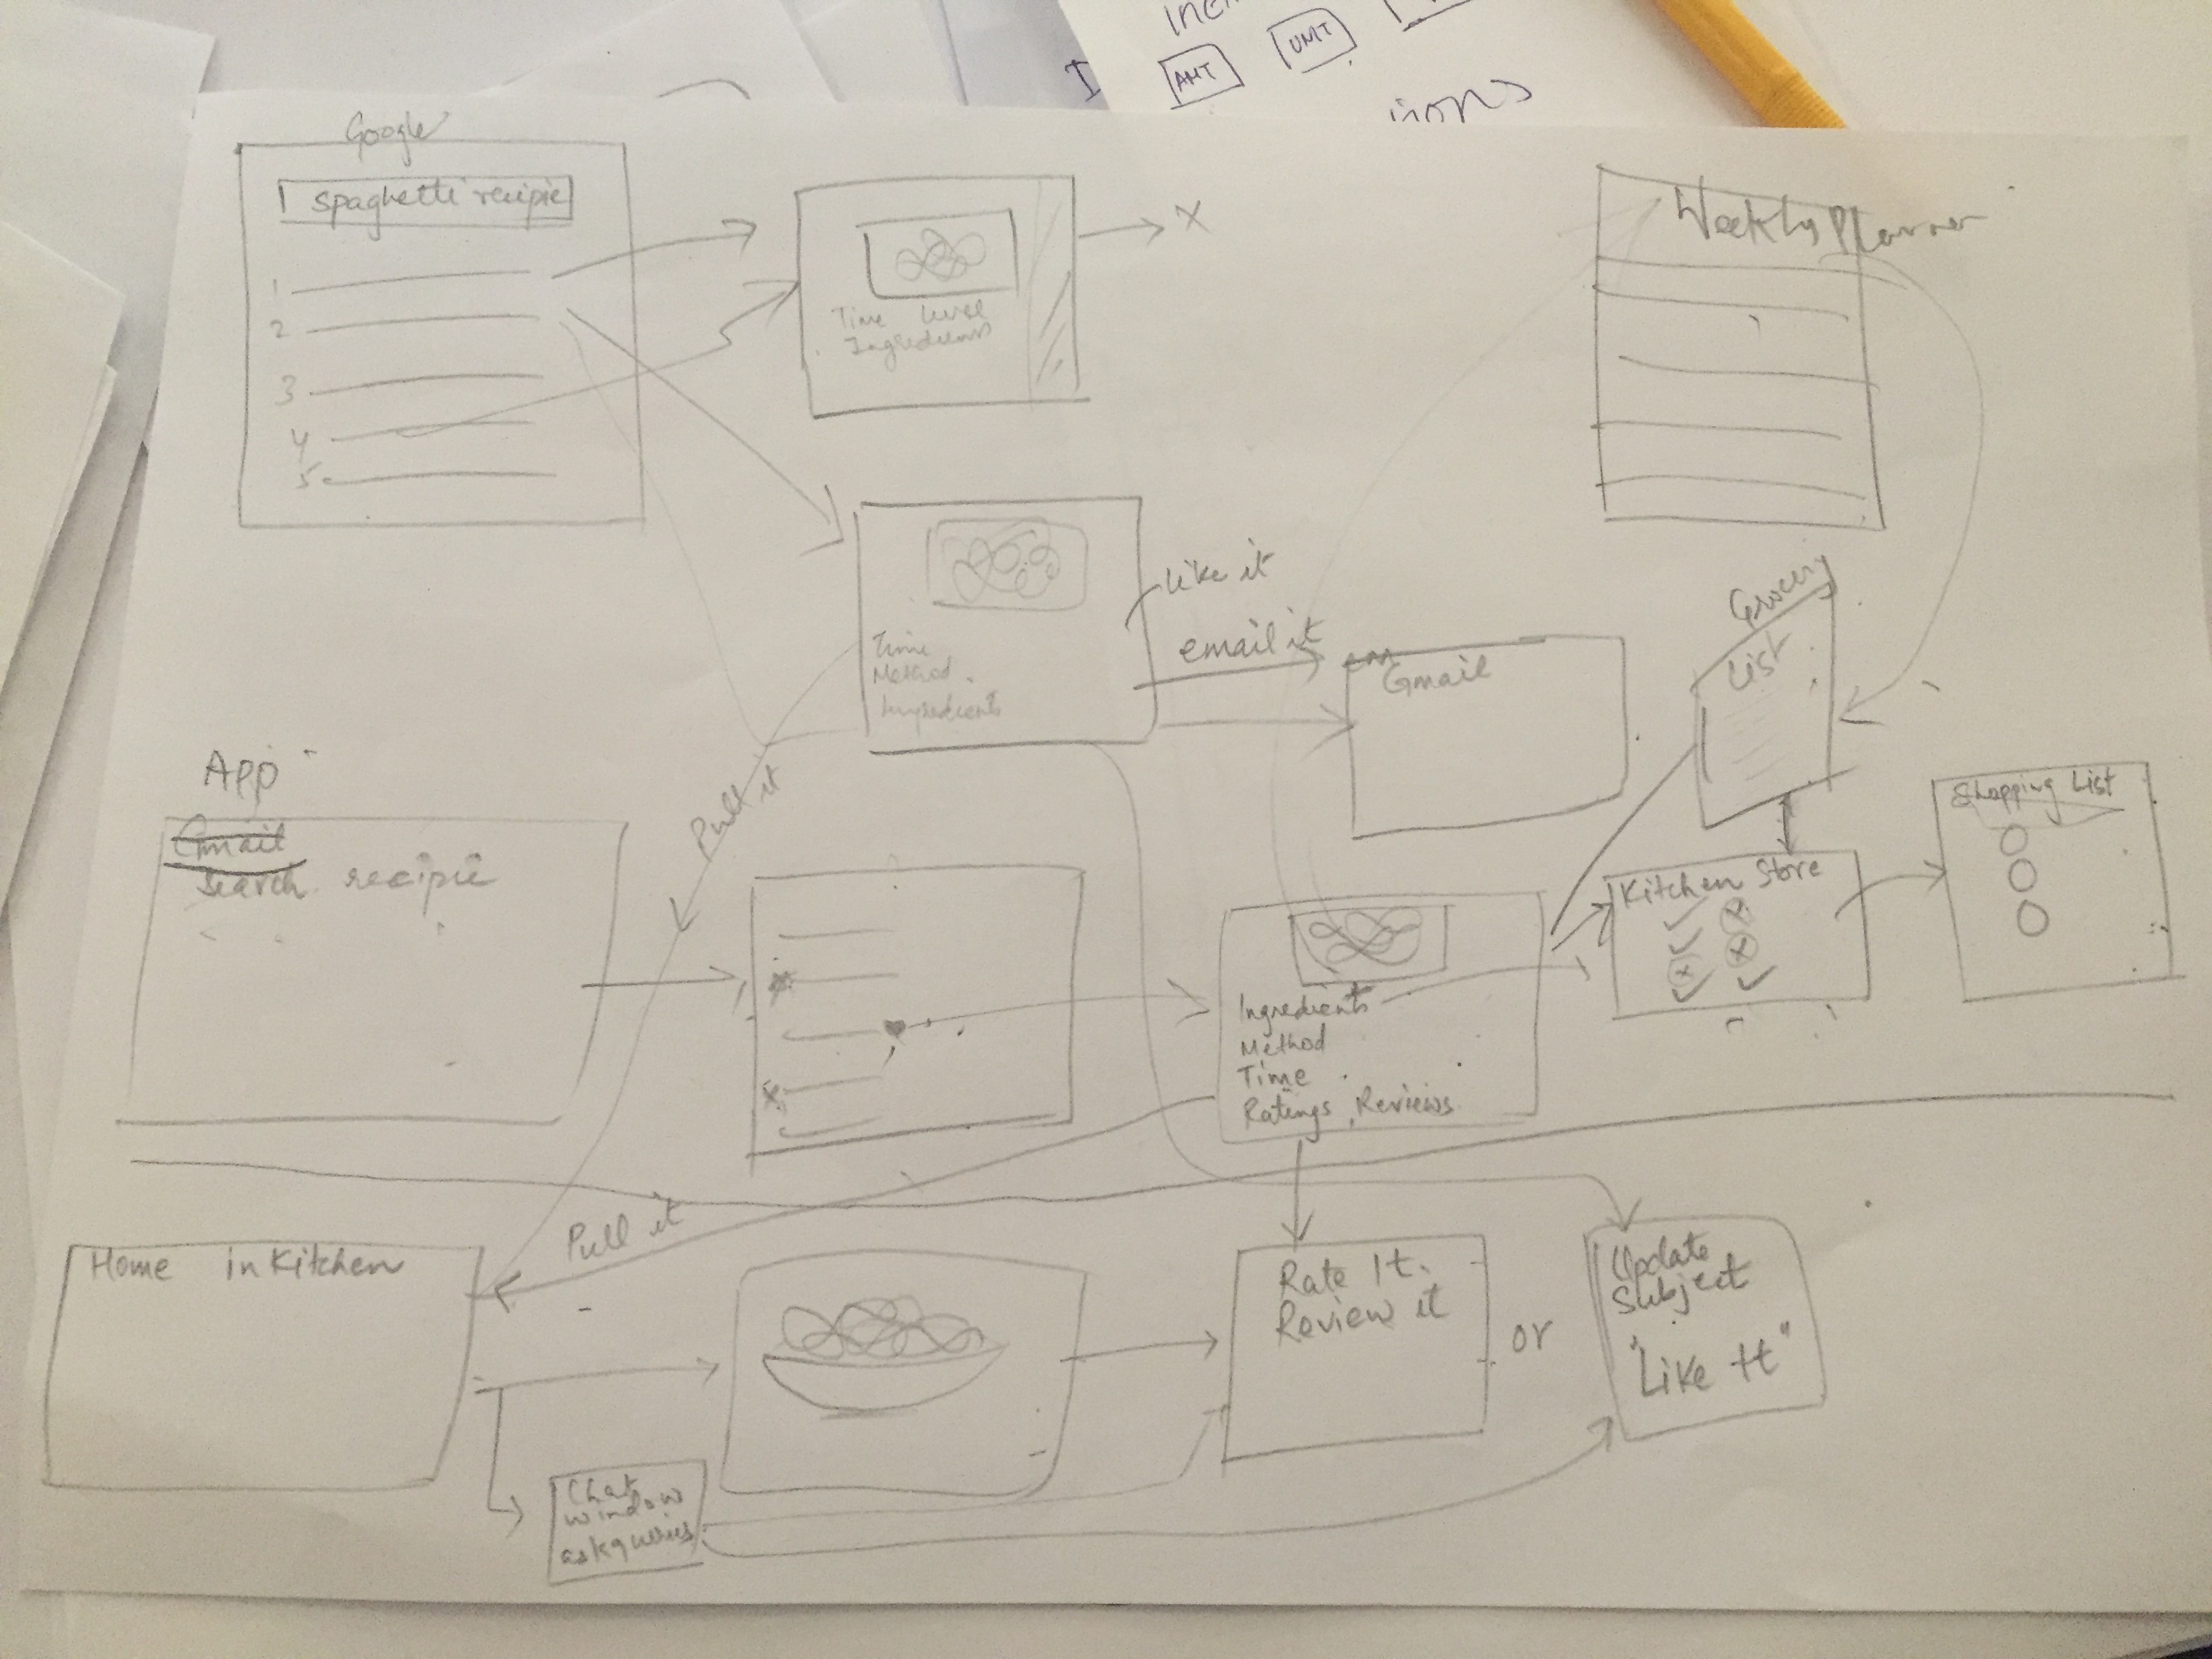 AMT
UMT
Google
Spaghetti recipie
1
2
3
4
5
Time level
Ingredients
X
Weekly Planner
Like it
email it
Time
Method
Ingredients
Gmail
Grocery
List
Pull it
App
Gmail
Search recipie
Shopping List
Kitchen Store
Ingredients
Method
Time
Ratings, Reviews
Pull it
Home in Kitchen
Rate It.
Review it
or
Update
Subject
"Like It"
Chat
window
ask queries